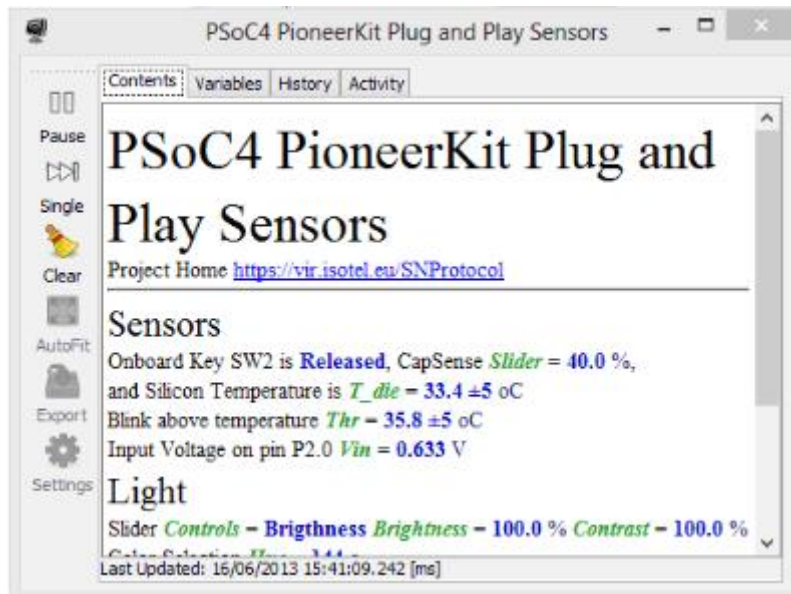 PSoC4 PioneerKit Plug and Play Sensors
Contents Variables History Activity
Pause
Single
Clear
AutoFit
Export
Settings
PSoC4 PioneerKit Plug and
Play Sensors
Project Home https://vir.isotel.eu/SNProtocol
Sensors
Onboard Key SW2 is Released, CapSense Slider = 40.0 %,
and Silicon Temperature is T_die = 33.4 ±5 oC
Blink above temperature Thr = 35.8 ±5 oC
Input Voltage on pin P2.0 Vin = 0.633 V
Light
Slider Controls = Brigthness Brightness = 100.0 % Contrast = 100.0 %
Last Updated: 16/06/2013 15:41:09.242 [ms]